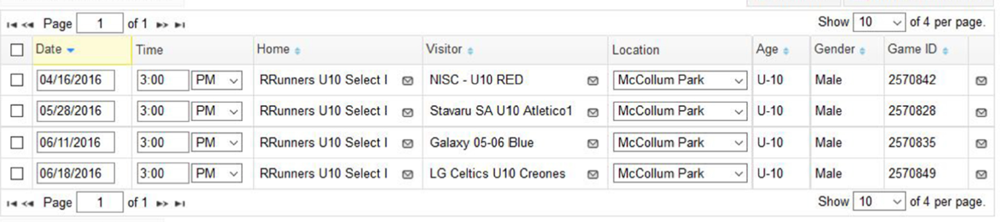 Page 1 of 1 Show 10 of 4 per page.
Date Time Home Visitor Location Age Gender Game ID
04/16/2016 3:00 PM RRunners U10 Select I NISC - U10 RED McCollum Park U-10 Male 2570842
05/28/2016 3:00 PM RRunners U10 Select I Stavaru SA U10 Atletico1 McCollum Park U-10 Male 2570828
06/11/2016 3:00 PM RRunners U10 Select I Galaxy 05-06 Blue McCollum Park U-10 Male 2570835
06/18/2016 3:00 PM RRunners U10 Select I LG Celtics U10 Creones McCollum Park U-10 Male 2570849
Page 1 of 1 Show 10 of 4 per page.